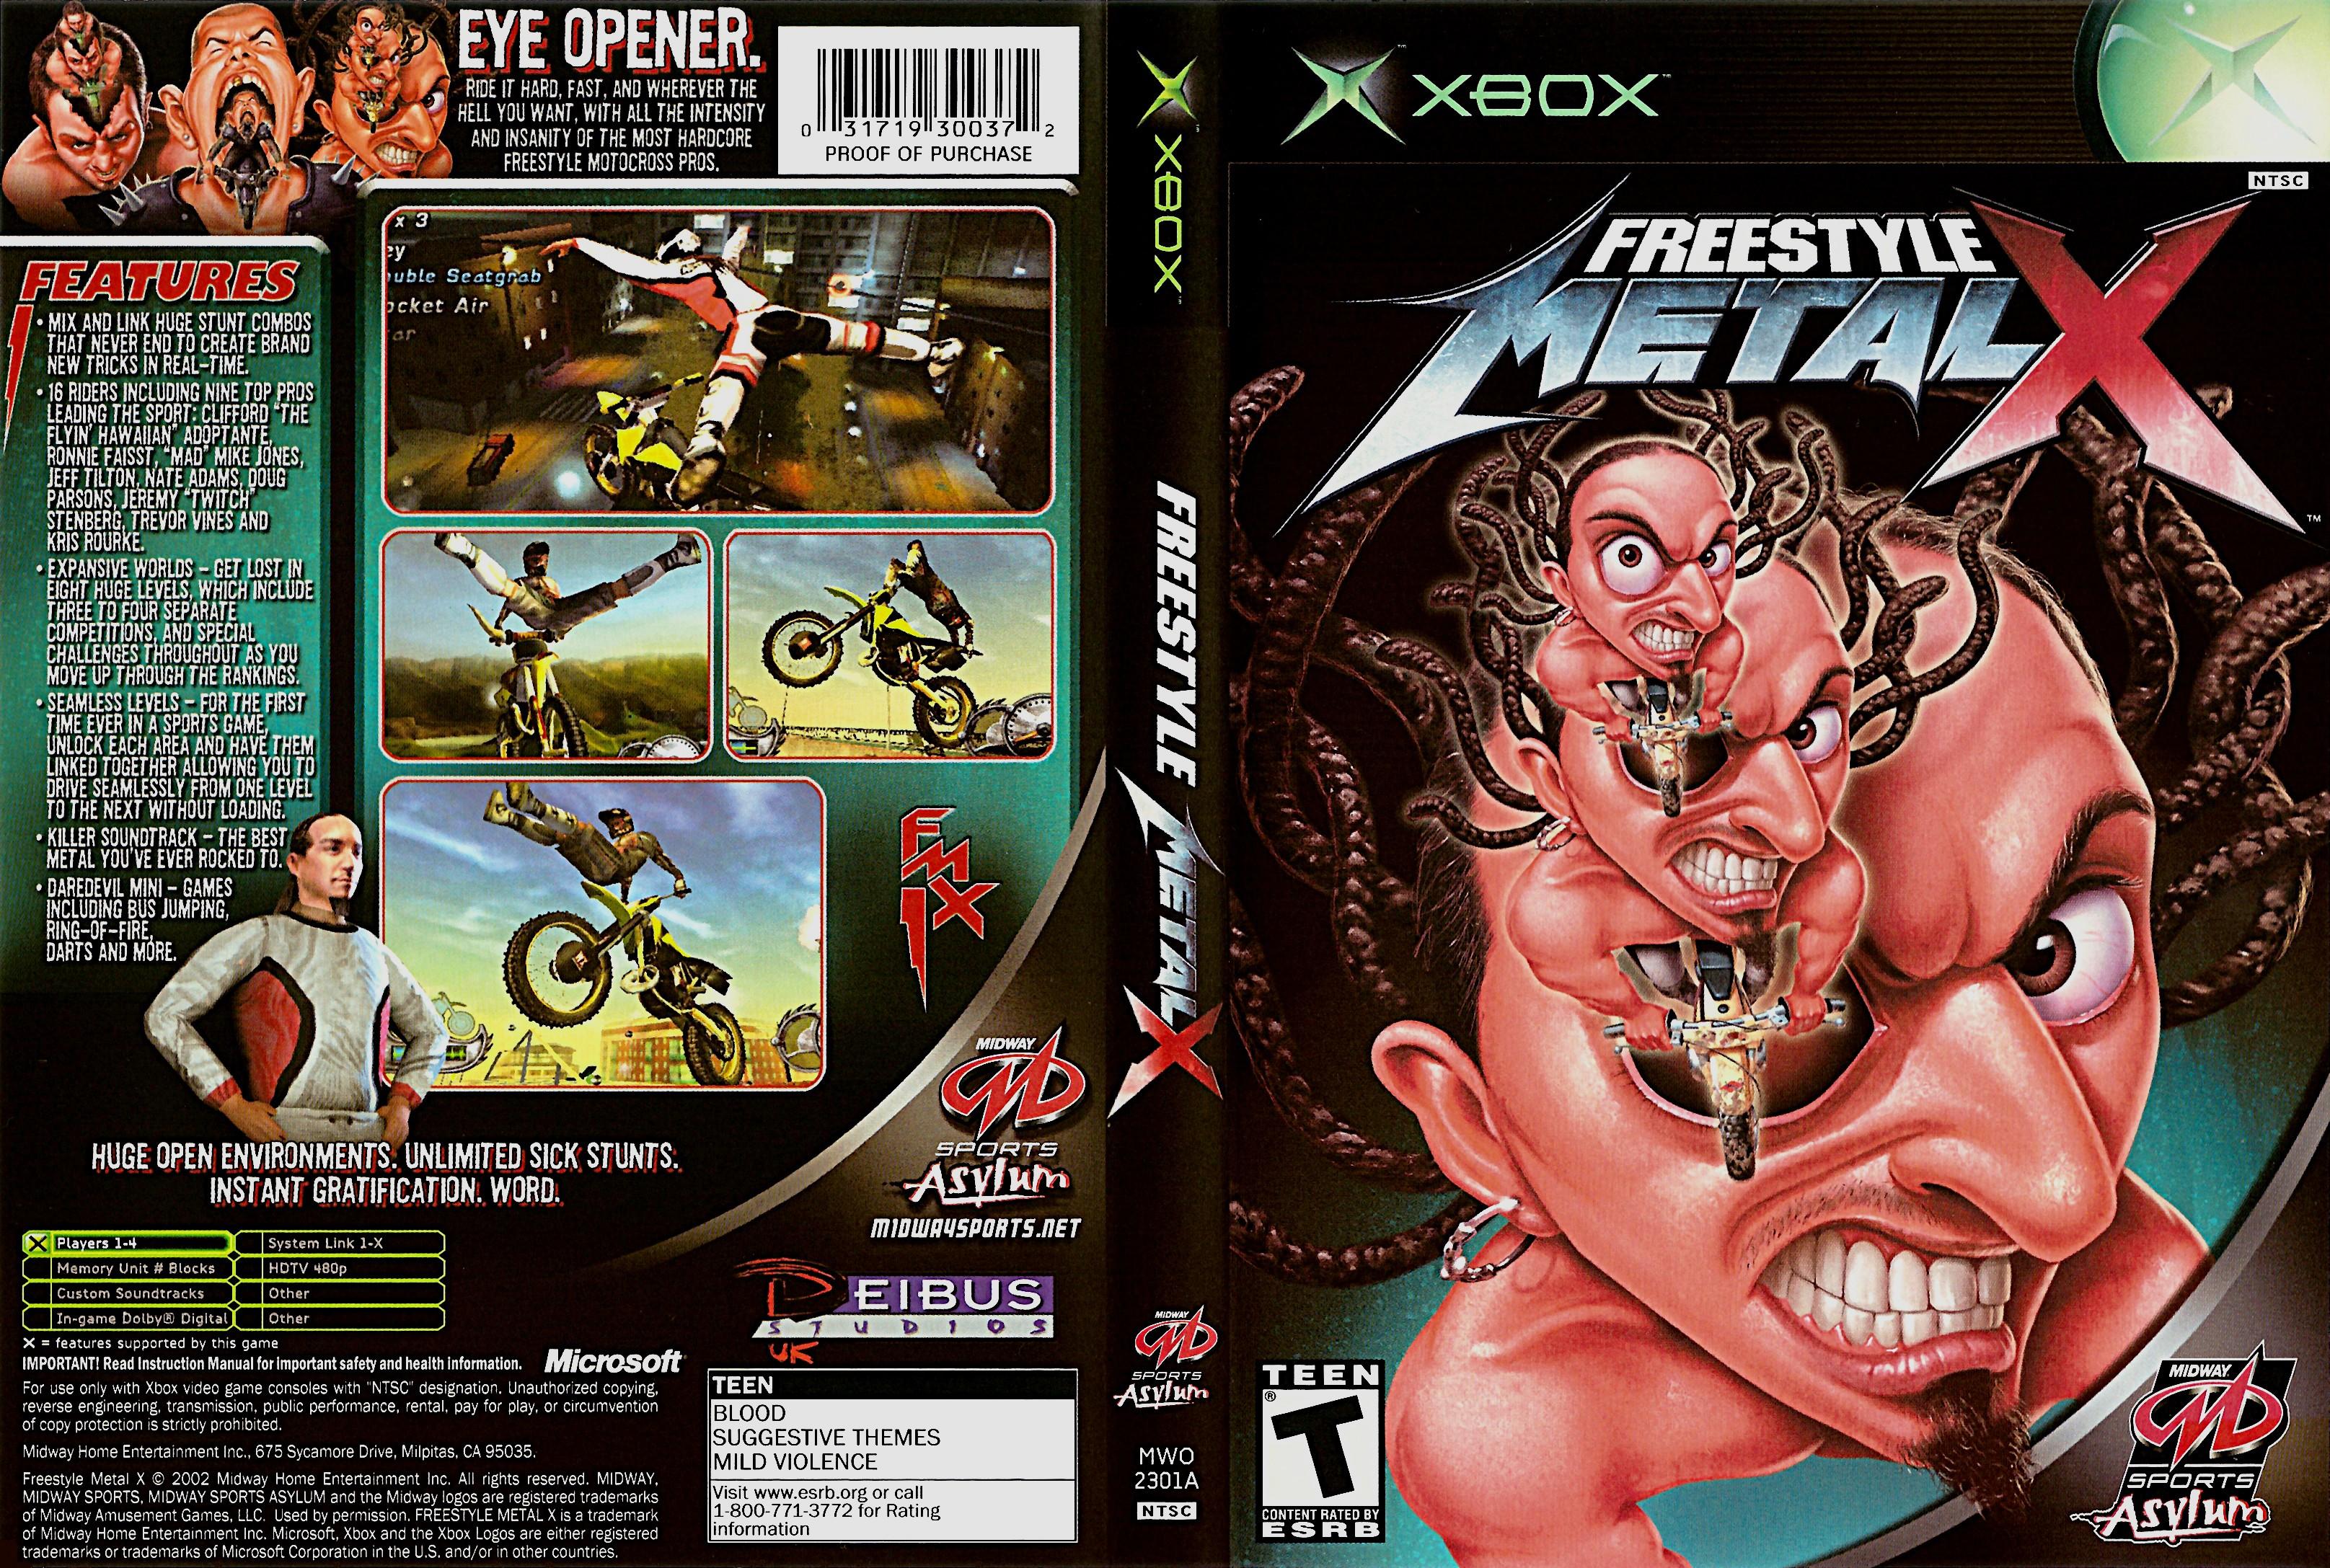 EYE OPENER.
RIDE IT HARD, FAST, AND WHEREVER THE
HELL YOU WANT, WITH ALL THE INTENSITY
AND INSANITY OF THE MOST HARDCORE
FREESTYLE MOTOCROSS PROS.
0 31719 30037 2
PROOF OF PURCHASE
FEATURES
• MIX AND LINK HUGE STUNT COMBOS
THAT NEVER END TO CREATE BRAND
NEW TRICKS IN REAL-TIME.
• 16 RIDERS INCLUDING NINE TOP PROS
LEADING THE SPORT: CLIFFORD "THE
FLYIN' HAWAIIAN" ADOPTANTE,
RONNIE FAISST, "MAD" MIKE JONES,
JEFF TILTON, NATE ADAMS, DOUG
PARSONS, JEREMY "TWITCH"
STENBERG, TREVOR VINES AND
KRIS ROURKE.
• EXPANSIVE WORLDS – GET LOST IN
EIGHT HUGE LEVELS, WHICH INCLUDE
THREE TO FOUR SEPARATE
COMPETITIONS, AND SPECIAL
CHALLENGES THROUGHOUT AS YOU
MOVE UP THROUGH THE RANKINGS.
• SEAMLESS LEVELS – FOR THE FIRST
TIME EVER IN A SPORTS GAME,
UNLOCK EACH AREA AND HAVE THEM
LINKED TOGETHER ALLOWING YOU TO
DRIVE SEAMLESSLY FROM ONE LEVEL
TO THE NEXT WITHOUT LOADING.
• KILLER SOUNDTRACK – THE BEST
METAL YOU'VE EVER ROCKED TO.
• DAREDEVIL MINI – GAMES
INCLUDING BUS JUMPING,
RING-OF-FIRE,
DARTS AND MORE.
x 3
ey
uble Seatgrab
ocket Air
ar
FMX
MIDWAY
SPORTS
Asylum
MIDWAYSPORTS.NET
HUGE OPEN ENVIRONMENTS. UNLIMITED SICK STUNTS.
INSTANT GRATIFICATION. WORD.
X Players 1-4
System Link 1-X
Memory Unit # Blocks
HDTV 480p
Custom Soundtracks
Other
In-game Dolby® Digital
Other
X = features supported by this game
IMPORTANT! Read Instruction Manual for important safety and health information.
Microsoft
For use only with Xbox video game consoles with "NTSC" designation. Unauthorized copying,
reverse engineering, transmission, public performance, rental, pay for play, or circumvention
of copy protection is strictly prohibited.
Midway Home Entertainment Inc., 675 Sycamore Drive, Milpitas, CA 95035.
Freestyle Metal X © 2002 Midway Home Entertainment Inc. All rights reserved. MIDWAY,
MIDWAY SPORTS, MIDWAY SPORTS ASYLUM and the Midway logos are registered trademarks
of Midway Amusement Games, LLC. Used by permission. FREESTYLE METAL X is a trademark
of Midway Home Entertainment Inc. Microsoft, Xbox and the Xbox Logos are either registered
trademarks or trademarks of Microsoft Corporation in the U.S. and/or in other countries.
DEIBUS
STUDIOS
UK
TEEN
BLOOD
SUGGESTIVE THEMES
MILD VIOLENCE
Visit www.esrb.org or call
1-800-771-3772 for Rating
information
XBOX™
FREESTYLE METAL X
MIDWAY
SPORTS
Asylum
MWO
2301A
NTSC
XBOX™
NTSC
FREESTYLE
METAL X™
TEEN
®
T
CONTENT RATED BY
ESRB
MIDWAY
SPORTS
Asylum